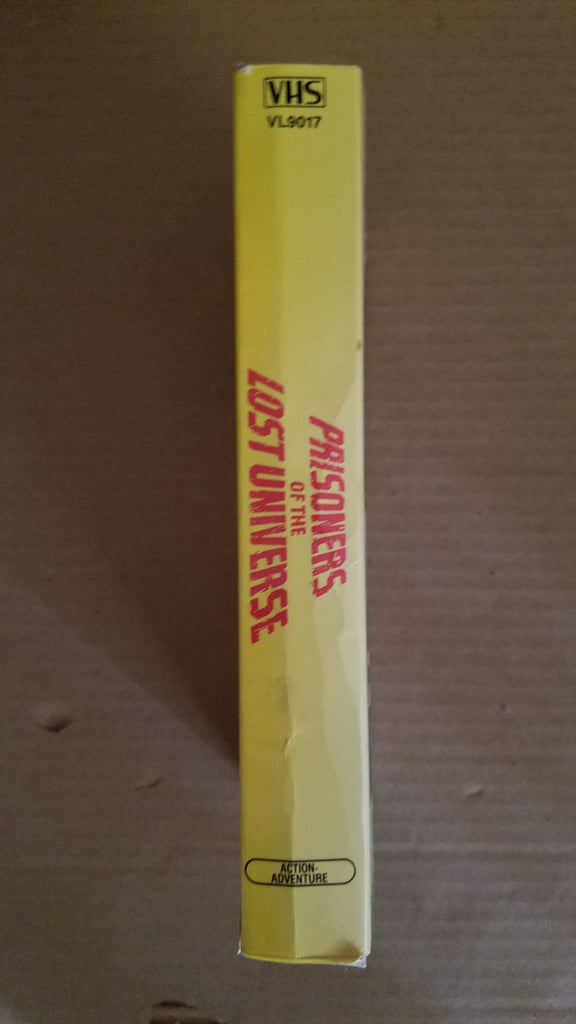 VHS
VL9017
PRISONERS
OF THE
LOST UNIVERSE
ACTION-
ADVENTURE